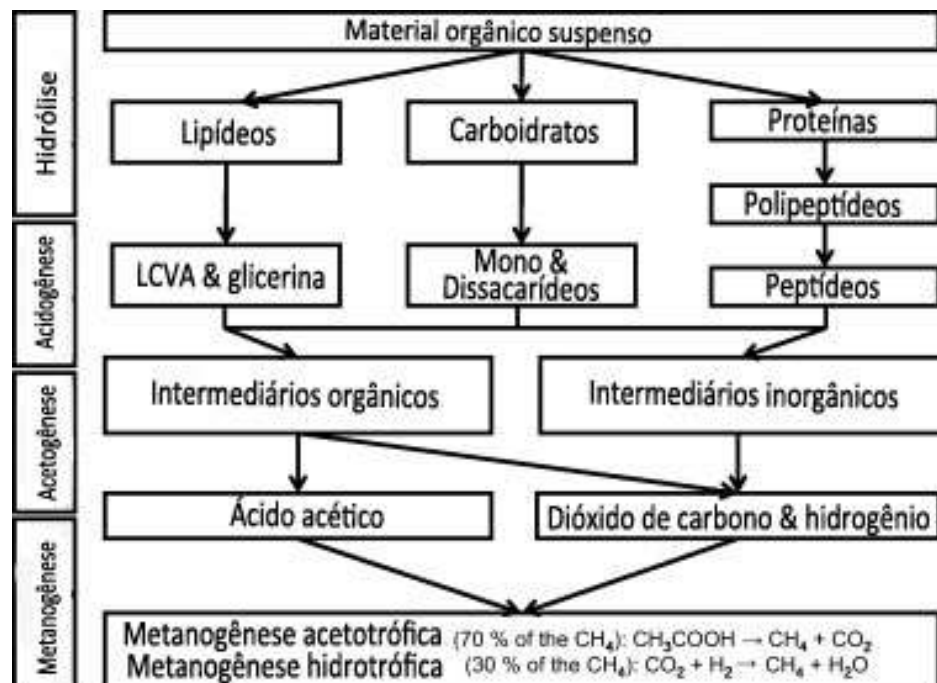 Hidrólise
Material orgânico suspenso
Lipídeos
Carboidratos
Proteínas
Polipeptídeos
Acidogênese
LCVA & glicerina
Mono &
Dissacarídeos
Peptídeos
Acetogênese
Intermediários orgânicos
Intermediários inorgânicos
Ácido acético
Dióxido de carbono & hidrogênio
Metanogênese
Metanogênese acetotrófica (70 % of the CH₄): CH₃COOH → CH₄ + CO₂
Metanogênese hidrotrófica (30 % of the CH₄): CO₂ + H₂ → CH₄ + H₂O